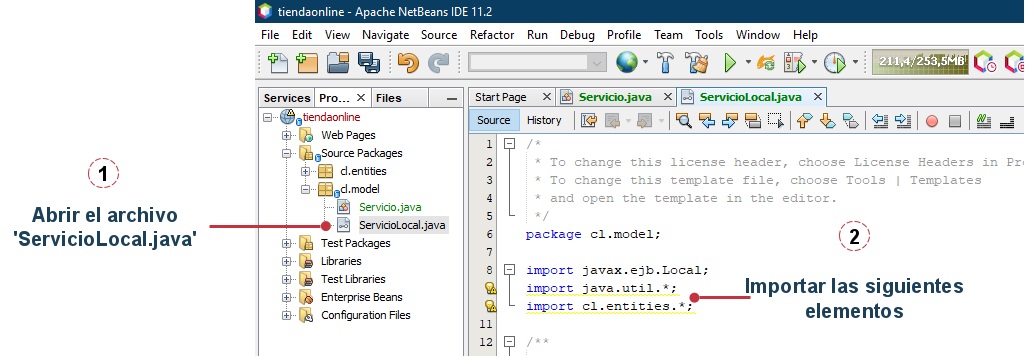 tiendaonline - Apache NetBeans IDE 11.2
File Edit View Navigate Source Refactor Run Debug Profile Team Tools Window Help
211,4/253,5MB
Services Pro... Files
Start Page Servicio.java ServicioLocal.java
Source History
tiendaonline
Web Pages
Source Packages
cl.entities
cl.model
Servicio.java
ServicioLocal.java
Test Packages
Libraries
Test Libraries
Enterprise Beans
Configuration Files
1
Abrir el archivo
'ServicioLocal.java'
1 /*
2 * To change this license header, choose License Headers in Pro
3 * To change this template file, choose Tools | Templates
4 * and open the template in the editor.
5 */
6 package cl.model;
7
8 import javax.ejb.Local;
import java.util.*;
import cl.entities.*;
11
12 /**
2
Importar las siguientes
elementos